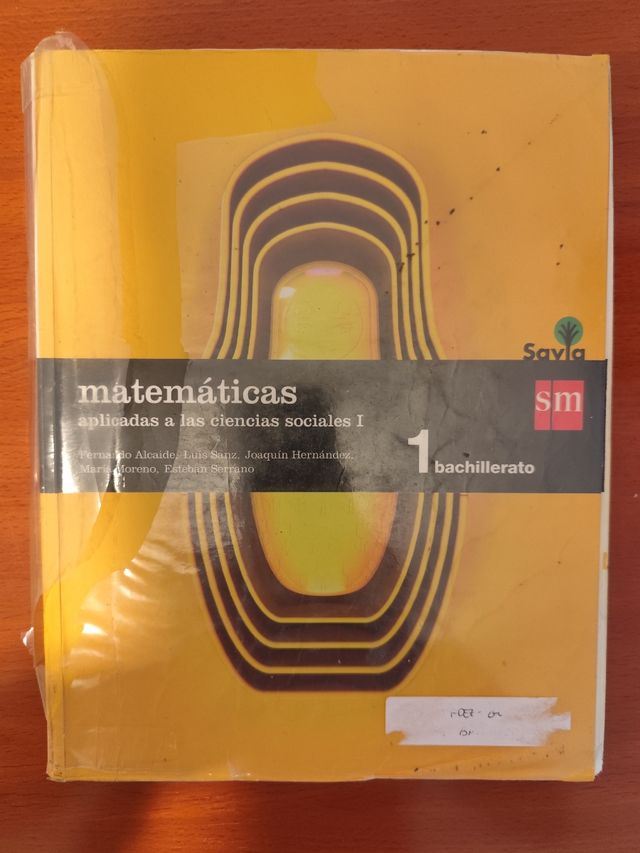 Savia
sm
matemáticas
aplicadas a las ciencias sociales I
Fernando Alcaide, Luis Sanz, Joaquín Hernández,
María Moreno, Esteban Serrano
1 bachillerato